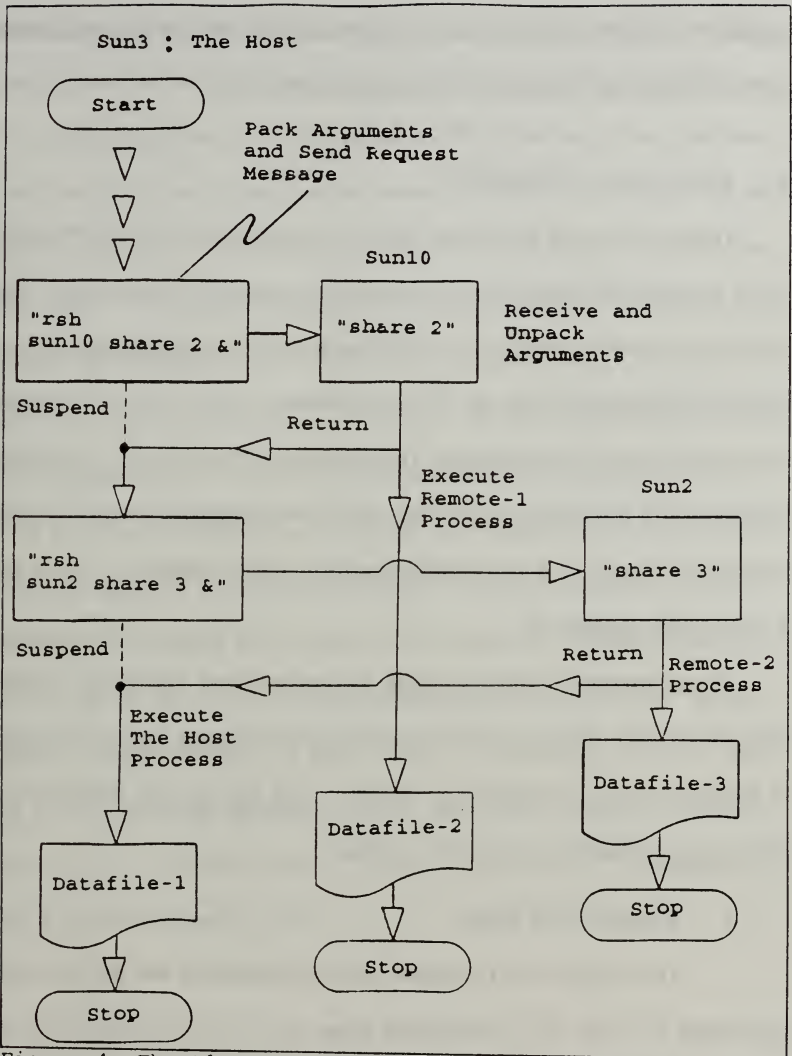 Sun3 : The Host
Start
Pack Arguments
and Send Request
Message
Sun10
"rsh
sun10 share 2 &"
"share 2"
Receive and
Unpack
Arguments
Suspend
Return
Execute
Remote-1
Process
Sun2
"rsh
sun2 share 3 &"
"share 3"
Suspend
Return
Remote-2
Process
Execute
The Host
Process
Datafile-3
Datafile-2
Datafile-1
Stop
Stop
Stop